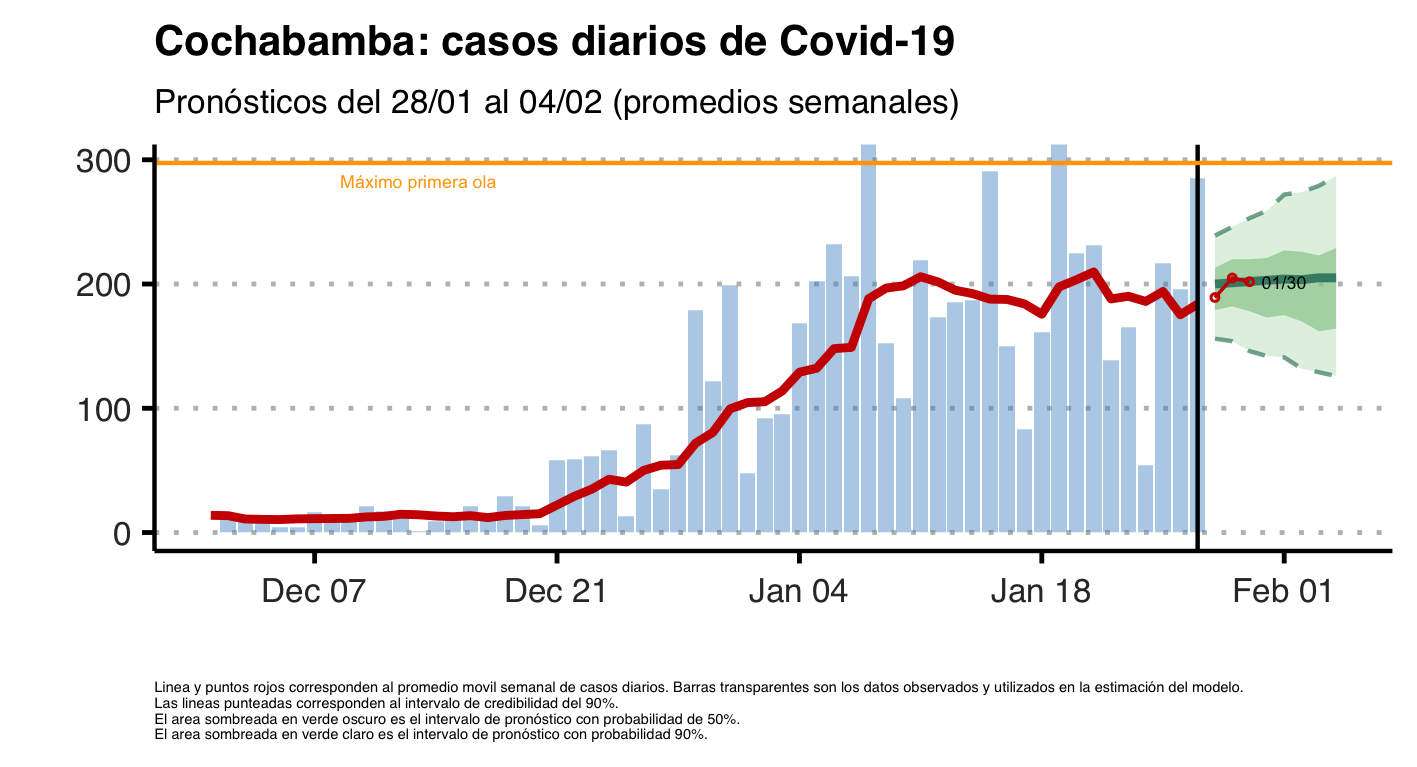 Cochabamba: casos diarios de Covid-19
Pronósticos del 28/01 al 04/02 (promedios semanales)
300
Máximo primera ola
200
01/30
100
0
Dec 07
Dec 21
Jan 04
Jan 18
Feb 01
Linea y puntos rojos corresponden al promedio movil semanal de casos diarios. Barras transparentes son los datos observados y utilizados en la estimación del modelo.
Las lineas punteadas corresponden al intervalo de credibilidad del 90%.
El area sombreada en verde oscuro es el intervalo de pronóstico con probabilidad de 50%.
El area sombreada en verde claro es el intervalo de pronóstico con probabilidad 90%.